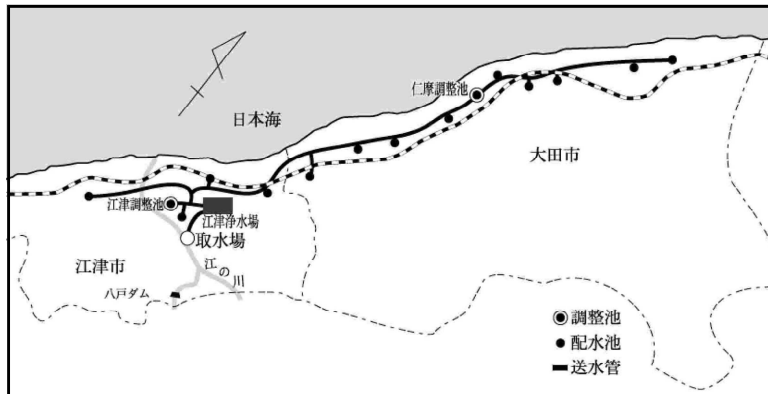 日本海
仁摩調整池
大田市
江津調整池
江津浄水場
取水場
江の川
江津市
八戸ダム
調整池
配水池
送水管